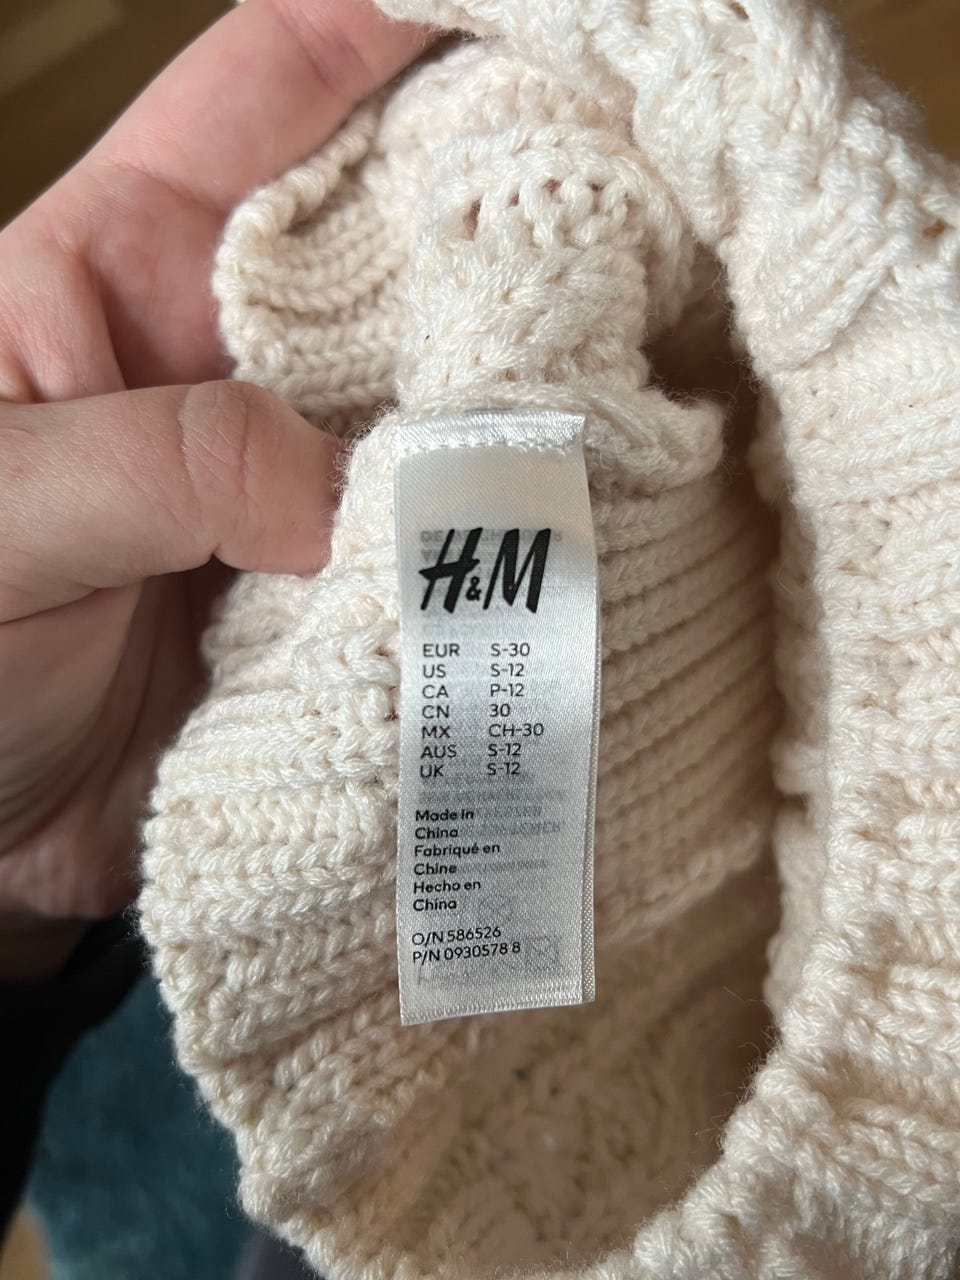 H&M
EUR S-30
US S-12
CA P-12
CN 30
MX CH-30
AUS S-12
UK S-12
Made in
China
Fabriqué en
Chine
Hecho en
China
O/N 586526
P/N 0930578 8